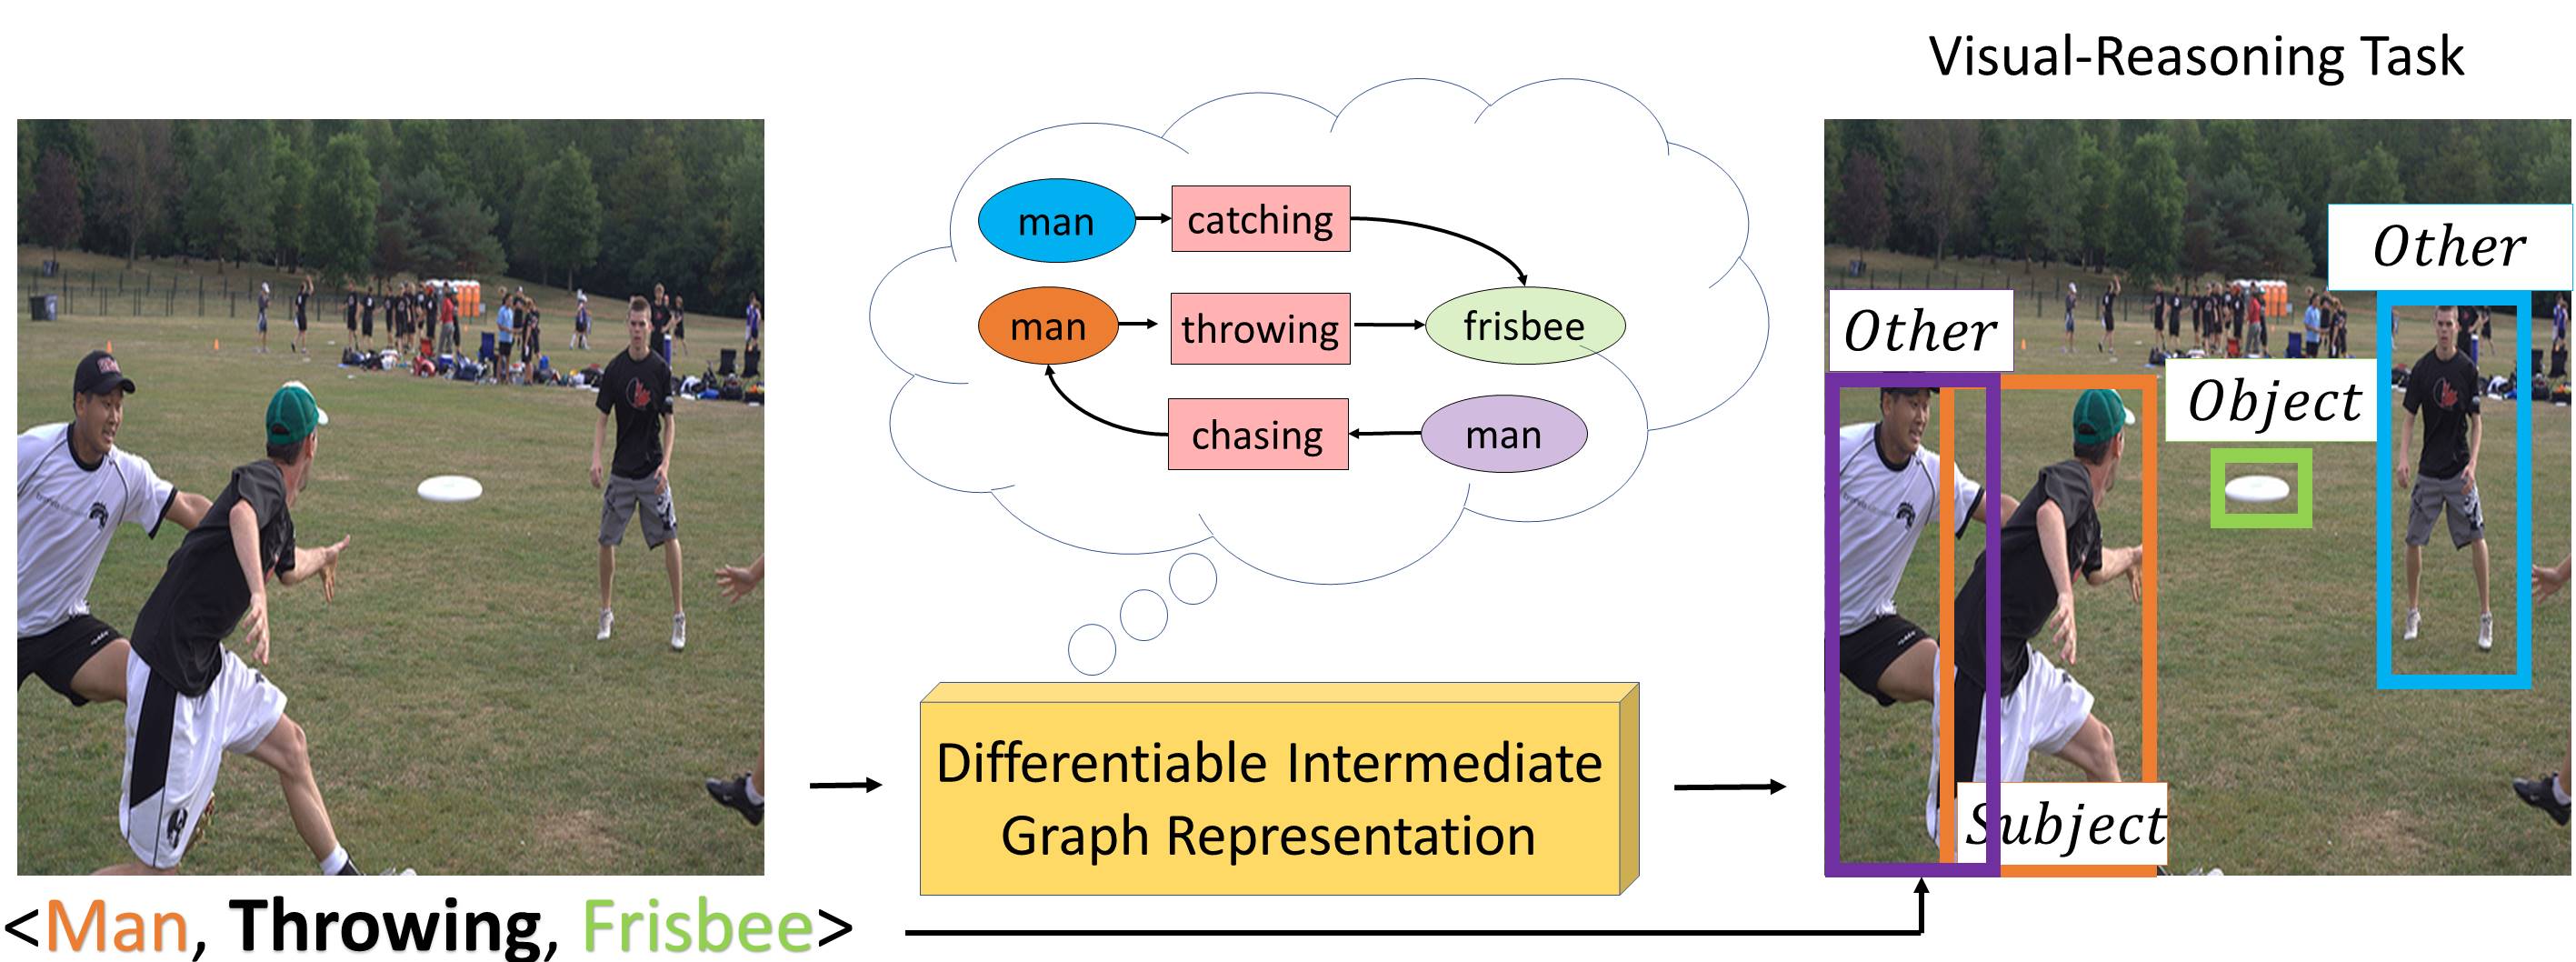 Visual-Reasoning Task
man
catching
man
throwing
frisbee
chasing
man
Other
Other
Object
Subject
Differentiable Intermediate
Graph Representation
<Man, Throwing, Frisbee>